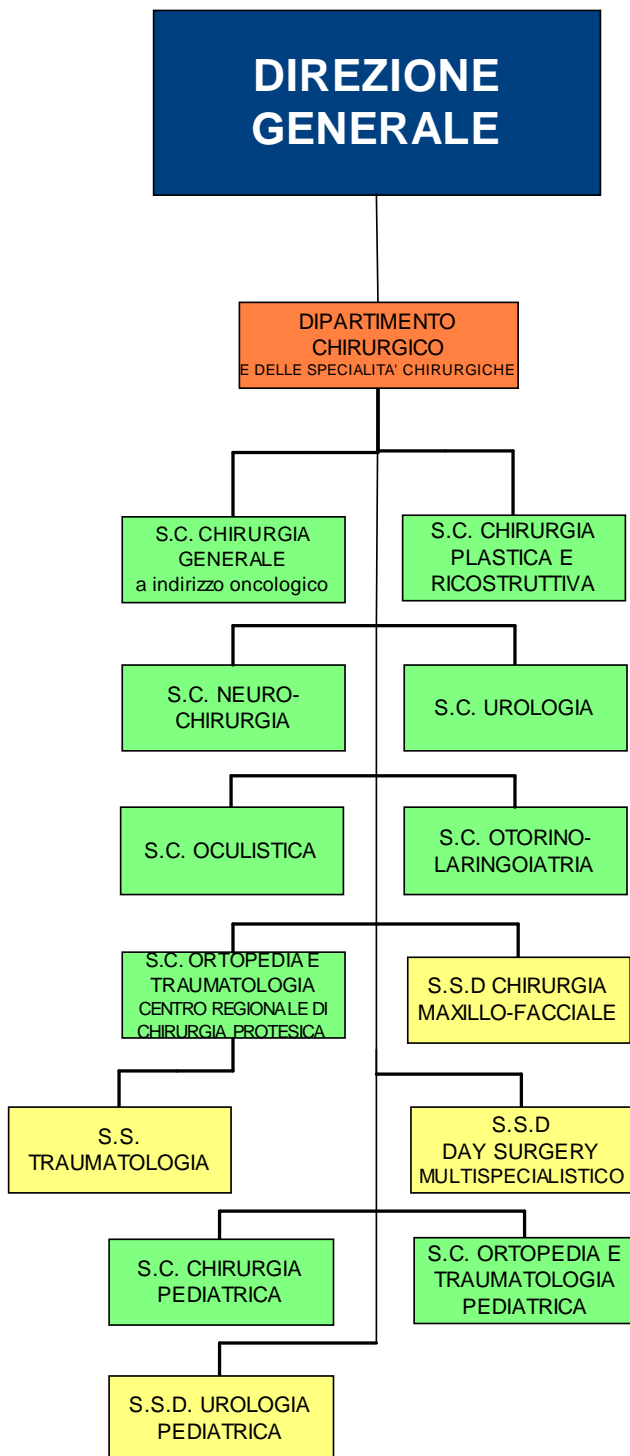 DIREZIONE
GENERALE
DIPARTIMENTO
CHIRURGICO
E DELLE SPECIALITA' CHIRURGICHE
S.C. CHIRURGIA
GENERALE
a indirizzo oncologico
S.C. CHIRURGIA
PLASTICA E
RICOSTRUTTIVA
S.C. NEURO-
CHIRURGIA
S.C. UROLOGIA
S.C. OCULISTICA
S.C. OTORINO-
LARINGOIATRIA
S.C. ORTOPEDIA E
TRAUMATOLOGIA
CENTRO REGIONALE DI
CHIRURGIA PROTESICA
S.S.D CHIRURGIA
MAXILLO-FACCIALE
S.S.
TRAUMATOLOGIA
S.S.D
DAY SURGERY
MULTISPECIALISTICO
S.C. CHIRURGIA
PEDIATRICA
S.C. ORTOPEDIA E
TRAUMATOLOGIA
PEDIATRICA
S.S.D. UROLOGIA
PEDIATRICA